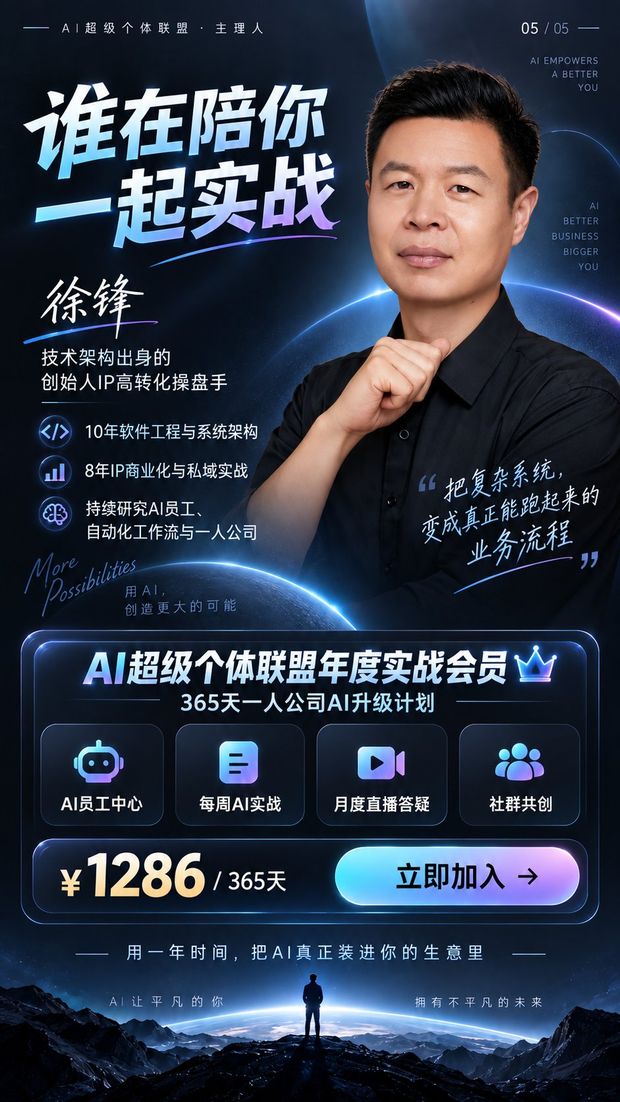 AI超级个体联盟 · 主理人
05 / 05
AI EMPOWERS
A BETTER
YOU
谁在陪你
一起实战
AI
BETTER
BUSINESS
BIGGER
YOU
徐锋
技术架构出身的
创始人IP高转化操盘手
</>
10年软件工程与系统架构
8年IP商业化与私域实战
持续研究AI员工、
自动化工作流与一人公司
“把复杂系统，
变成真正能跑起来的
业务流程”
More
Possibilities
用AI，
创造更大的可能
AI超级个体联盟年度实战会员
365天一人公司AI升级计划
AI员工中心
每周AI实战
月度直播答疑
社群共创
¥1286 / 365天
立即加入 →
用一年时间，把AI真正装进你的生意里
AI让平凡的你
拥有不平凡的未来